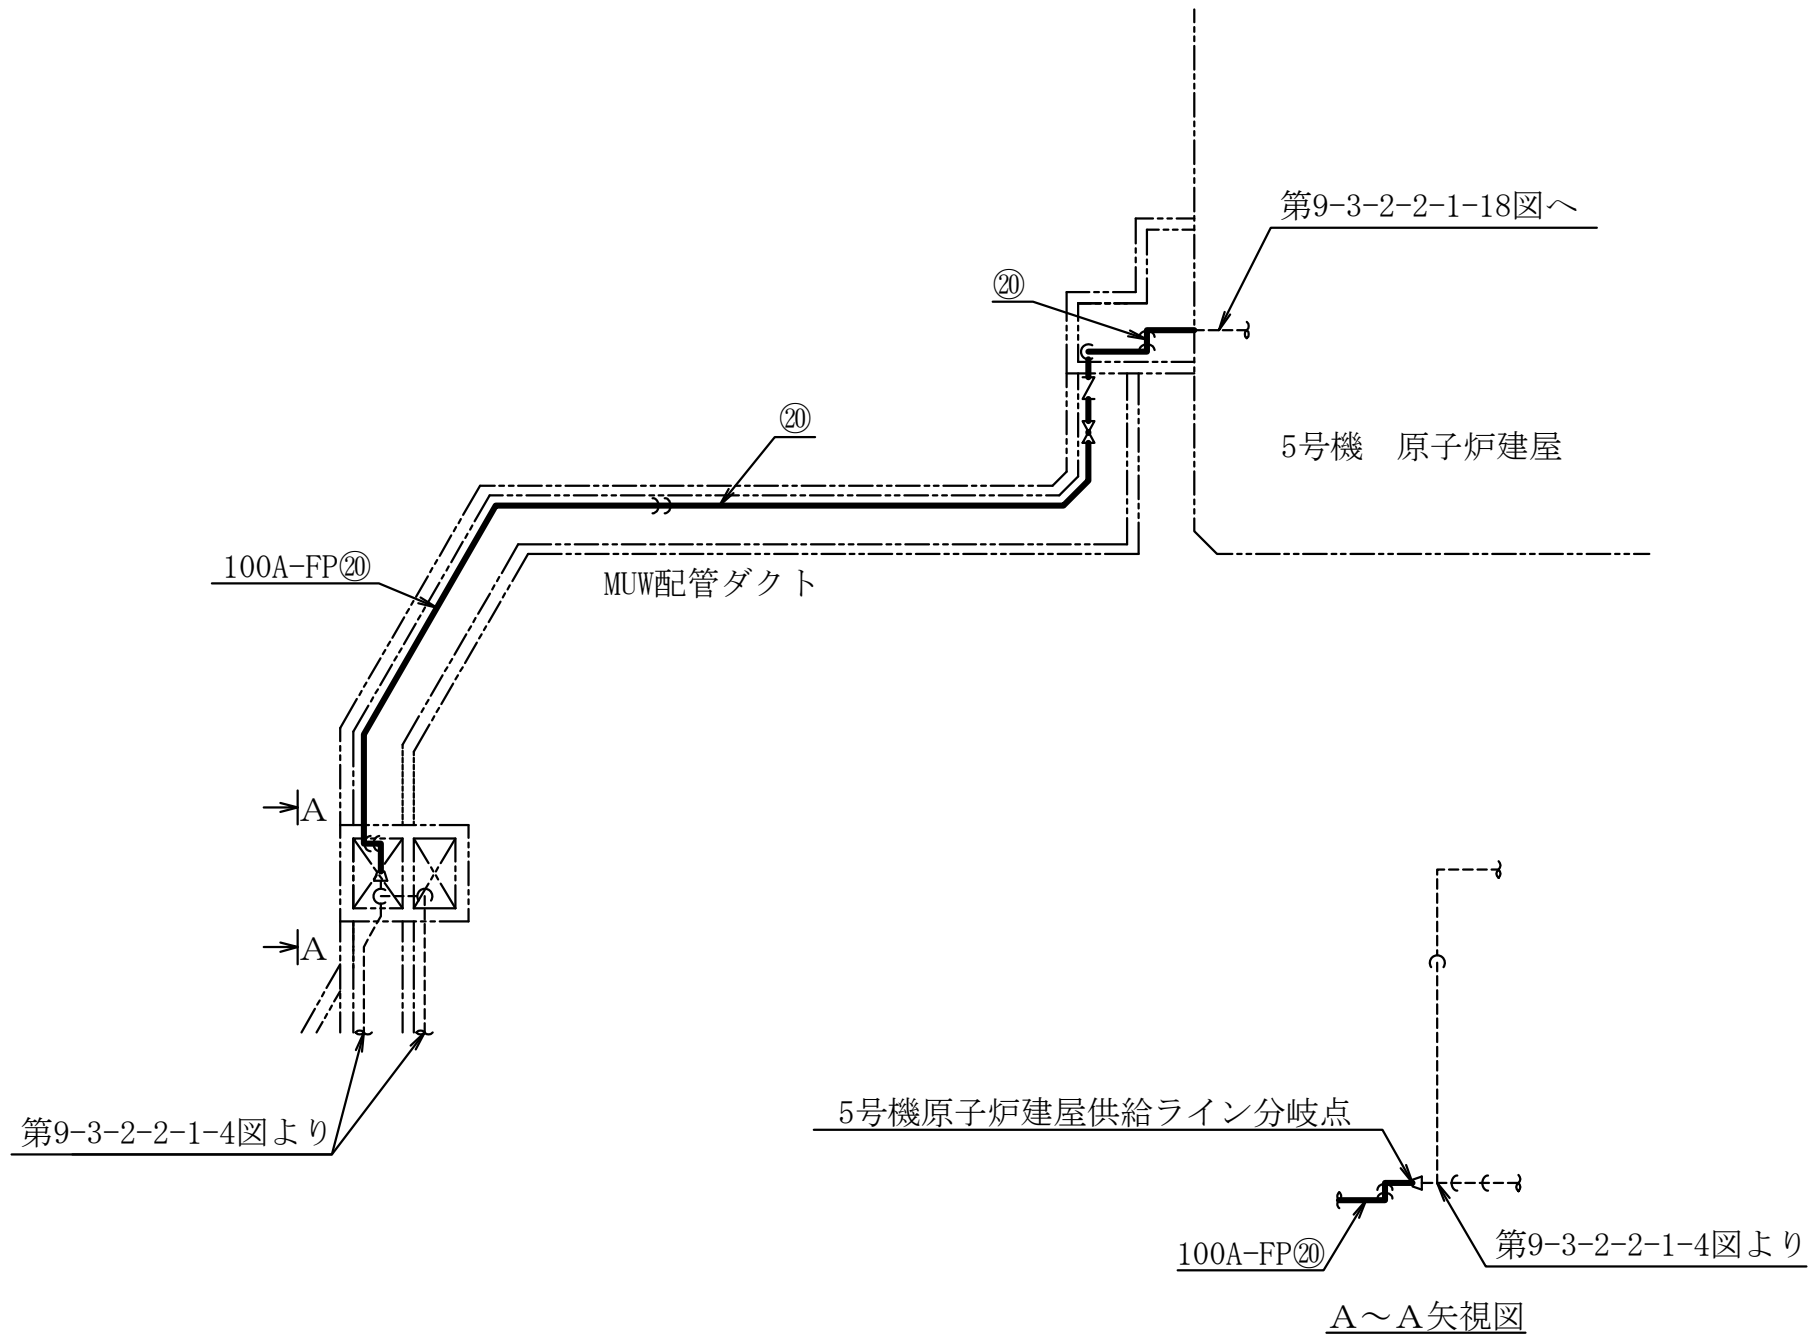 第9-3-2-2-1-18図へ
⑳
⑳
5号機　原子炉建屋
100A-FP⑳
MUW配管ダクト
A
A
第9-3-2-2-1-4図より
5号機原子炉建屋供給ライン分岐点
100A-FP⑳
第9-3-2-2-1-4図より
A～A矢視図